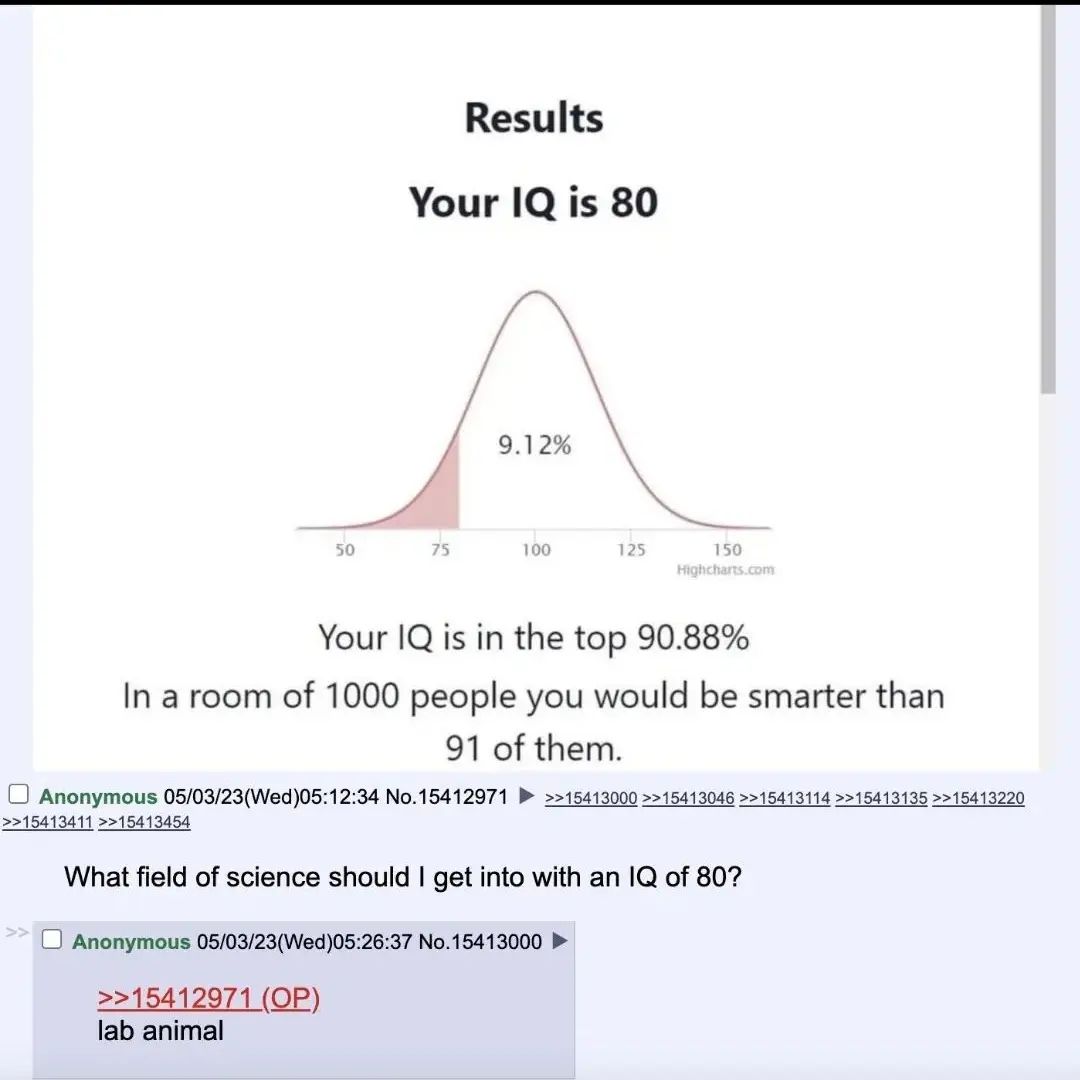 Results
Your IQ is 80
9.12%
50 75 100 125 150
Highcharts.com
Your IQ is in the top 90.88%
In a room of 1000 people you would be smarter than
91 of them.
Anonymous 05/03/23(Wed)05:12:34 No.15412971 ▶ >>15413000 >>15413046 >>15413114 >>15413135 >>15413220
>>15413411 >>15413454
What field of science should I get into with an IQ of 80?
>> Anonymous 05/03/23(Wed)05:26:37 No.15413000 ▶
>>15412971 (OP)
lab animal